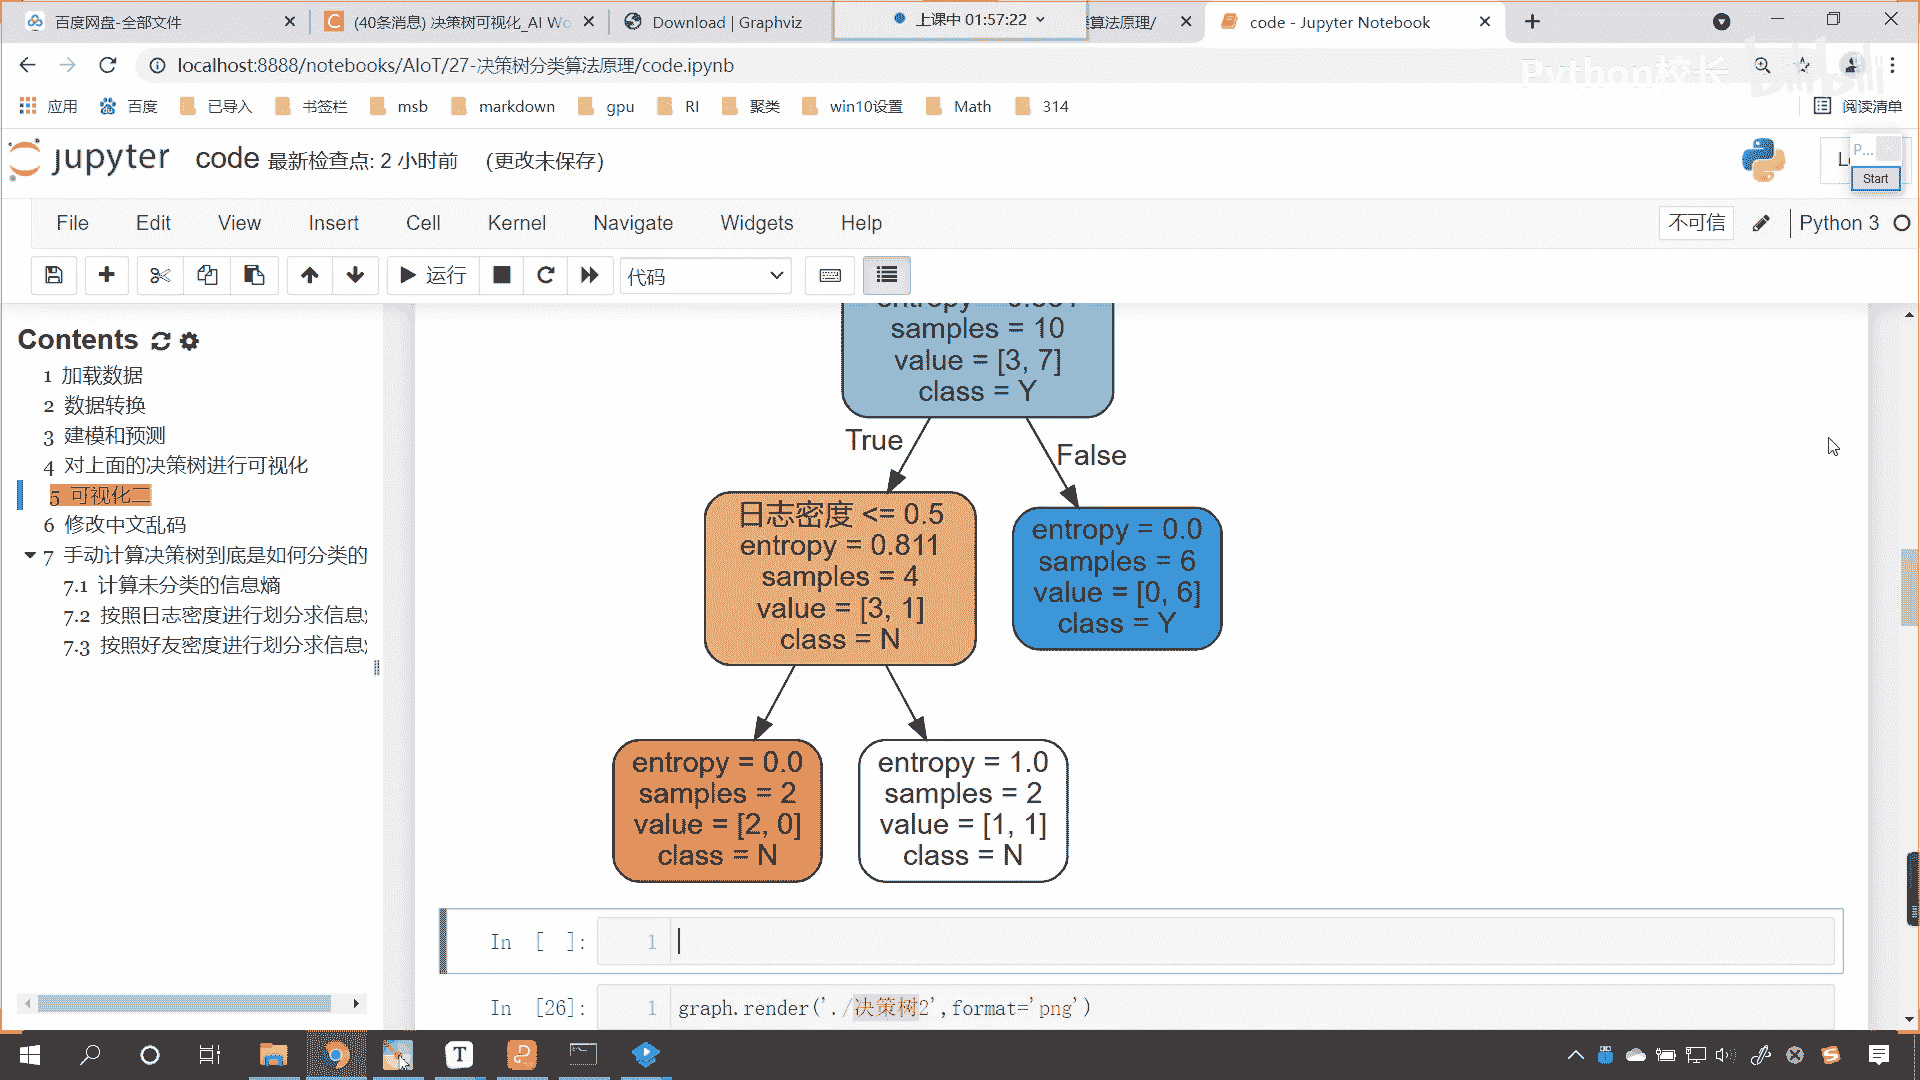 百度网盘-全部文件
(40条消息) 决策树可视化_AI Wo
Download | Graphviz
上课中 01:57:22
算法原理/
code - Jupyter Notebook
localhost:8888/notebooks/AIoT/27-决策树分类算法原理/code.ipynb
Python校长
bilibili
应用
百度
已导入
书签栏
msb
markdown
gpu
RI
聚类
win10设置
Math
314
阅读清单
jupyter
code 最新检查点: 2 小时前 (更改未保存)
P...
Start
File Edit View Insert Cell Kernel Navigate Widgets Help
不可信
Python 3
运行
代码
Contents
1 加载数据
2 数据转换
3 建模和预测
4 对上面的决策树进行可视化
5 可视化二
6 修改中文乱码
7 手动计算决策树到底是如何分类的
7.1 计算未分类的信息熵
7.2 按照日志密度进行划分求信息
7.3 按照好友密度进行划分求信息
samples = 10
value = [3, 7]
class = Y
True
False
日志密度 <= 0.5
entropy = 0.811
samples = 4
value = [3, 1]
class = N
entropy = 0.0
samples = 6
value = [0, 6]
class = Y
entropy = 0.0
samples = 2
value = [2, 0]
class = N
entropy = 1.0
samples = 2
value = [1, 1]
class = N
In [ ]: 1
In [26]: 1 graph.render('./决策树2',format='png')